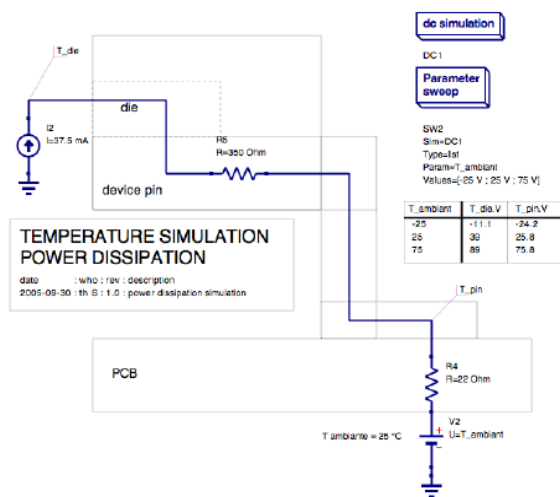 dc simulation
DC1
Parameter
sweep
SW2
Sim=DC1
Type=list
Param=T_ambiant
Values=[-25 V ; 25 V ; 75 V]
T_ambiant T_die.V T_pin.V
-25 -11.1 -24.2
25 39 25.8
75 89 75.8
T_die
die
I2
I=37.5 mA
R5
R=350 Ohm
device pin
TEMPERATURE SIMULATION
POWER DISSIPATION
date : who : rev : description
2005-09-30 : th S : 1.0 : power dissipation simulation
T_pin
PCB
R4
R=22 Ohm
T ambiante = 25 °C
V2
U=T_ambiant